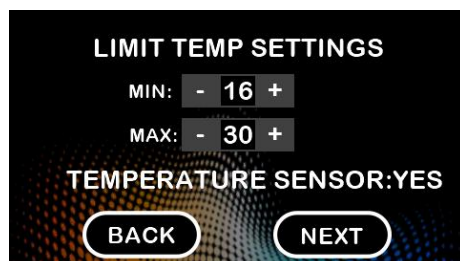 LIMIT TEMP SETTINGS
MIN: - 16 +
MAX: - 30 +
TEMPERATURE SENSOR:YES
BACK NEXT